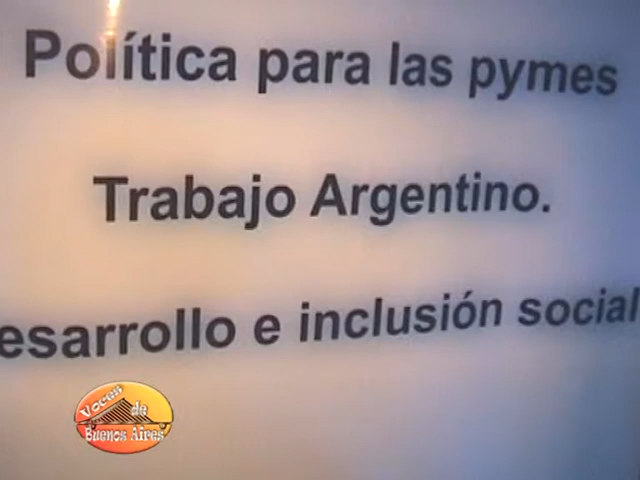 Política para las pymes
Trabajo Argentino.
esarrollo e inclusión social
Voces
de
Buenos Aires